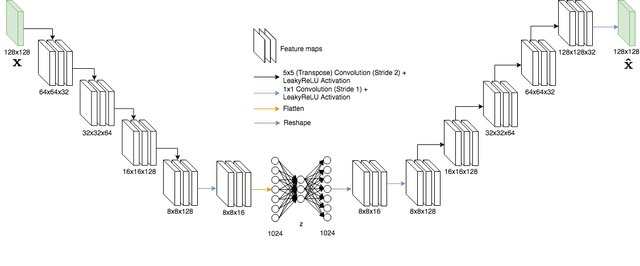 128x128
x
64x64x32
32x32x64
16x16x128
8x8x128
8x8x16
1024
z
1024
8x8x16
8x8x128
16x16x128
32x32x64
64x64x32
128x128x32
128x128
x̂
Feature maps
5x5 (Transpose) Convolution (Stride 2) +
LeakyReLU Activation
1x1 Convolution (Stride 1) +
LeakyReLU Activation
Flatten
Reshape